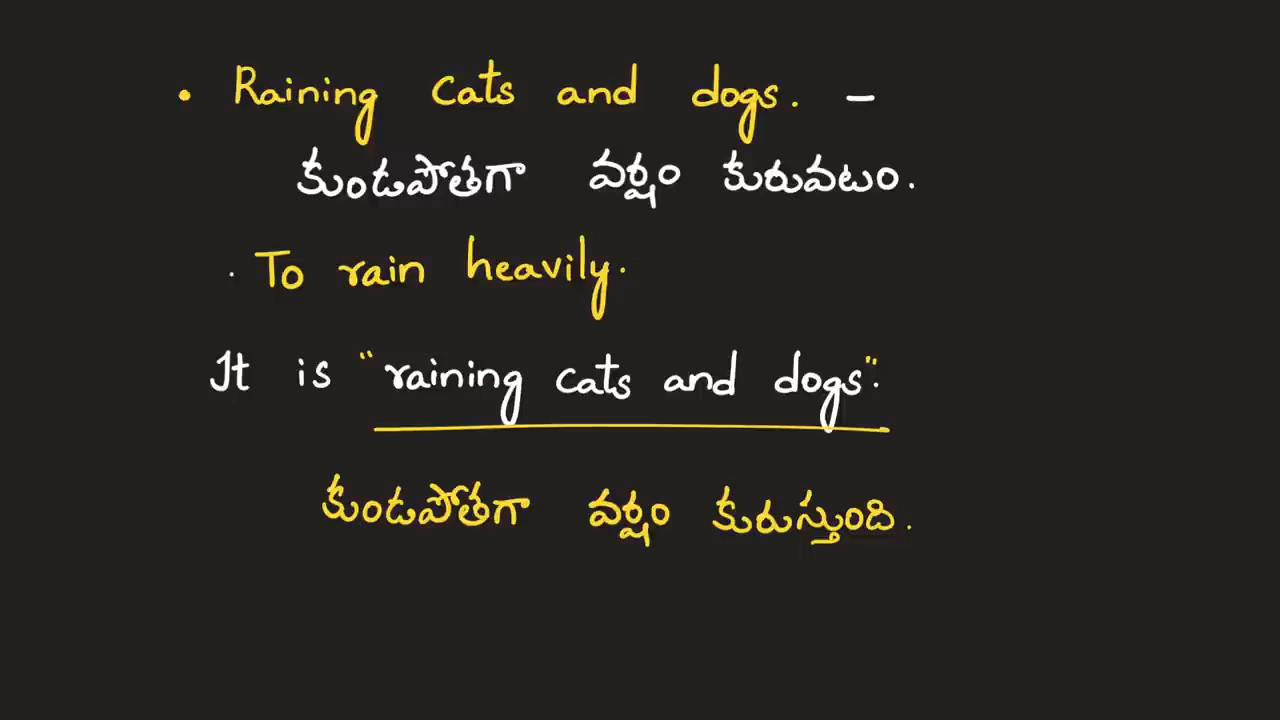 • Raining cats and dogs. –
కుండపోతగా వర్షం కురువటం.
. To rain heavily.
It is "raining cats and dogs".
కుండపోతగా వర్షం కురుస్తుంది.